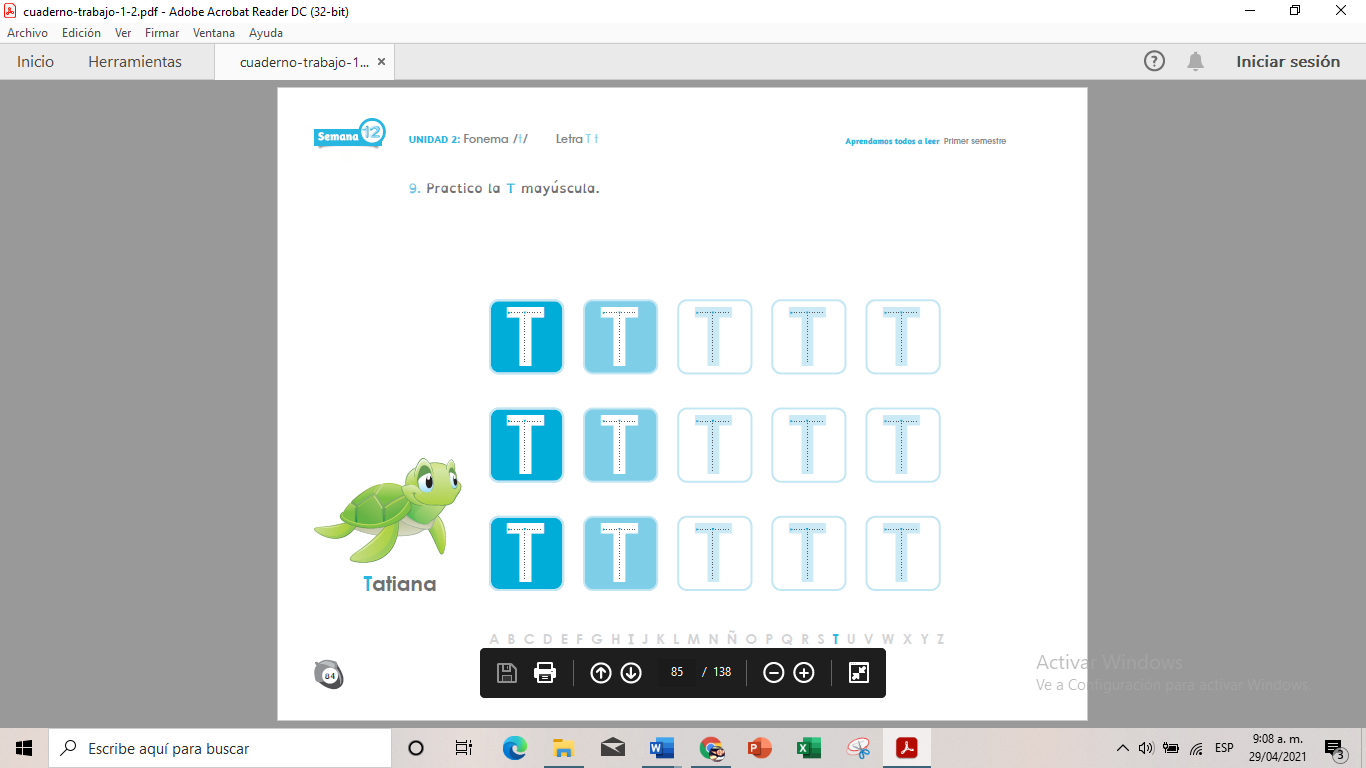 cuaderno-trabajo-1-2.pdf - Adobe Acrobat Reader DC (32-bit)
Archivo Edición Ver Firmar Ventana Ayuda
Inicio Herramientas cuaderno-trabajo-1... × ? Iniciar sesión
Semana 12 UNIDAD 2: Fonema /t/ Letra T t Aprendamos todos a leer Primer semestre
9. Practico la T mayúscula.
T T T T T
T T T T T
T T T T T
Tatiana
A B C D E F G H I J K L M N Ñ O P Q R S T U V W X Y Z
84
85 / 138
Activar Windows
Ve a Configuración para activar Windows.
Escribe aquí para buscar
ESP
9:08 a. m.
29/04/2021
3